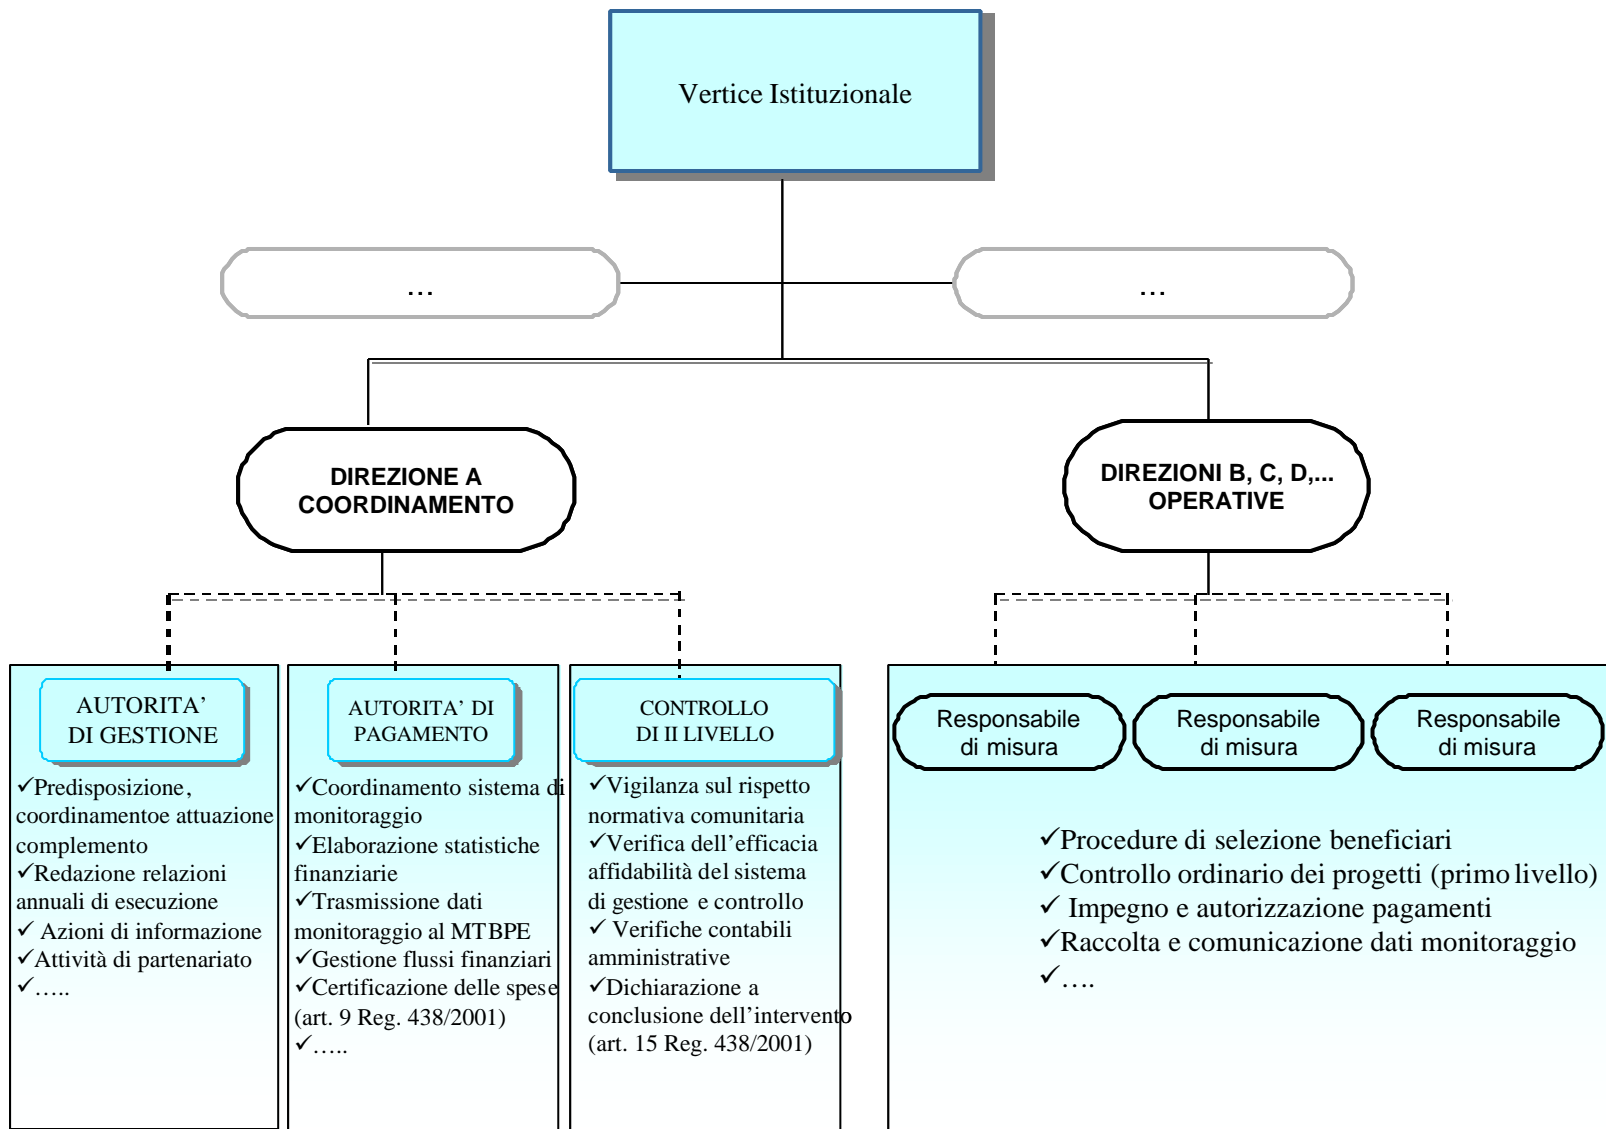 Vertice Istituzionale
…
…
DIREZIONE A
COORDINAMENTO
DIREZIONI B, C, D,...
OPERATIVE
AUTORITA’
DI GESTIONE
✓Predisposizione,
coordinamentoe attuazione
complemento
✓Redazione relazioni
annuali di esecuzione
✓ Azioni di informazione
✓Attività di partenariato
✓…..
AUTORITA’ DI
PAGAMENTO
✓Coordinamento sistema di
monitoraggio
✓Elaborazione statistiche
finanziarie
✓Trasmissione dati
monitoraggio al MTBPE
✓Gestione flussi finanziari
✓Certificazione delle spese
(art. 9 Reg. 438/2001)
✓…..
CONTROLLO
DI II LIVELLO
✓Vigilanza sul rispetto
normativa comunitaria
✓Verifica dell’efficacia
affidabilità del sistema
di gestione e controllo
✓ Verifiche contabili
amministrative
✓Dichiarazione a
conclusione dell’intervento
(art. 15 Reg. 438/2001)
Responsabile
di misura
Responsabile
di misura
Responsabile
di misura
✓Procedure di selezione beneficiari
✓Controllo ordinario dei progetti (primo livello)
✓ Impegno e autorizzazione pagamenti
✓Raccolta e comunicazione dati monitoraggio
✓….